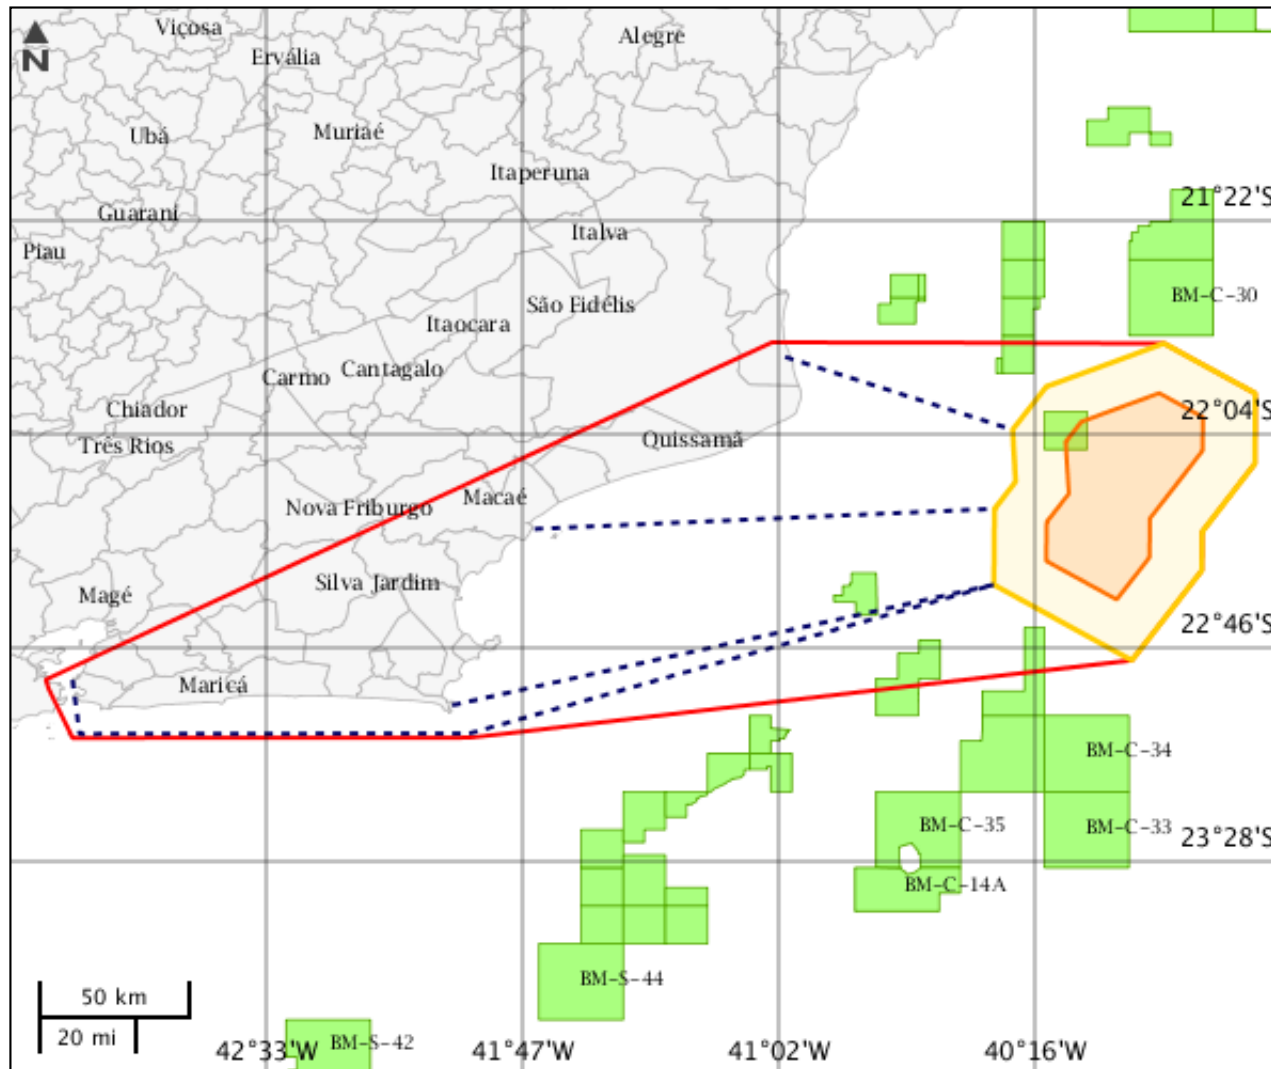 Viçosa
Alegre
Ervália
N
Ubá
Muriaé
Itaperuna
21°22'S
Guarani
Italva
Piau
BM-C-30
São Fidélis
Itaocara
Cantagalo
Carmo
Chiador
22°04'S
Três Rios
Quissamã
Macaé
Nova Friburgo
Silva Jardim
Magé
22°46'S
Maricá
BM-C-34
BM-C-35
BM-C-33
23°28'S
BM-C-14A
BM-S-44
50 km
20 mi
BM-S-42
42°33'W
41°47'W
41°02'W
40°16'W